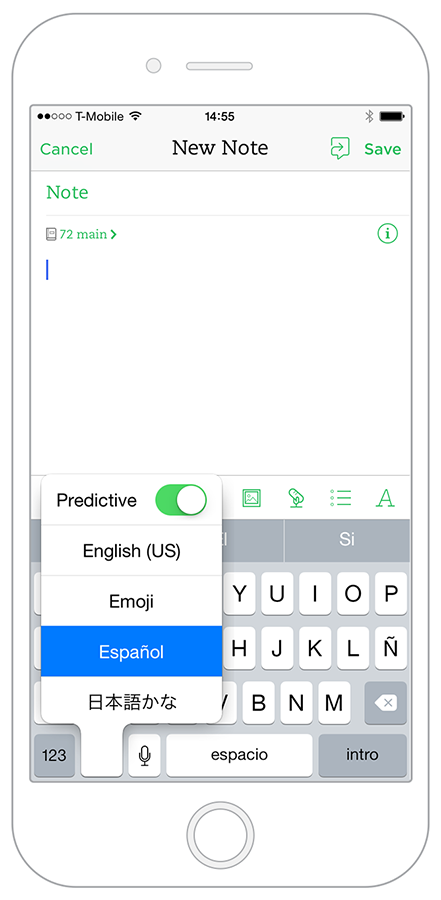 T-Mobile 14:55
Cancel New Note Save
Note
72 main
Predictive
English (US)
Emoji
Español
日本語かな
El Si
Y U I O P
H J K L Ñ
V B N M
123 espacio intro